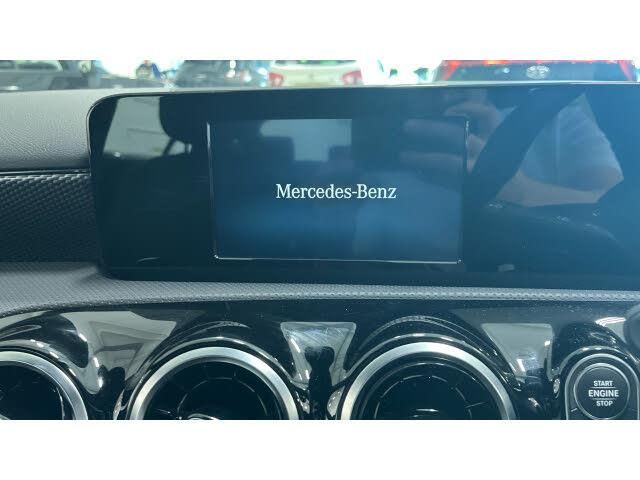 Mercedes-Benz
START
ENGINE
STOP